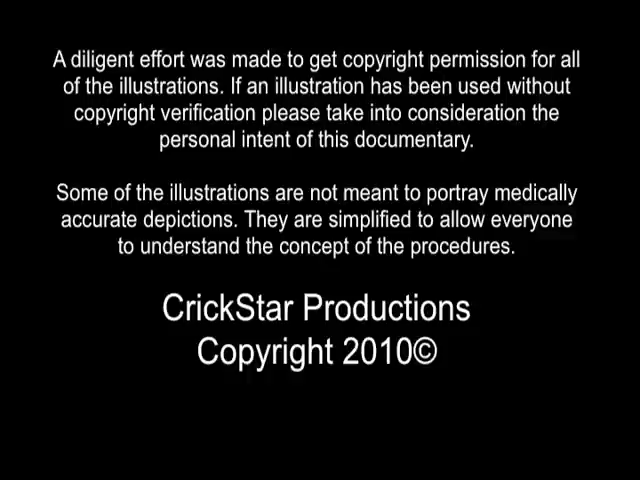 A diligent effort was made to get copyright permission for all
of the illustrations. If an illustration has been used without
copyright verification please take into consideration the
personal intent of this documentary.
Some of the illustrations are not meant to portray medically
accurate depictions. They are simplified to allow everyone
to understand the concept of the procedures.
CrickStar Productions
Copyright 2010©